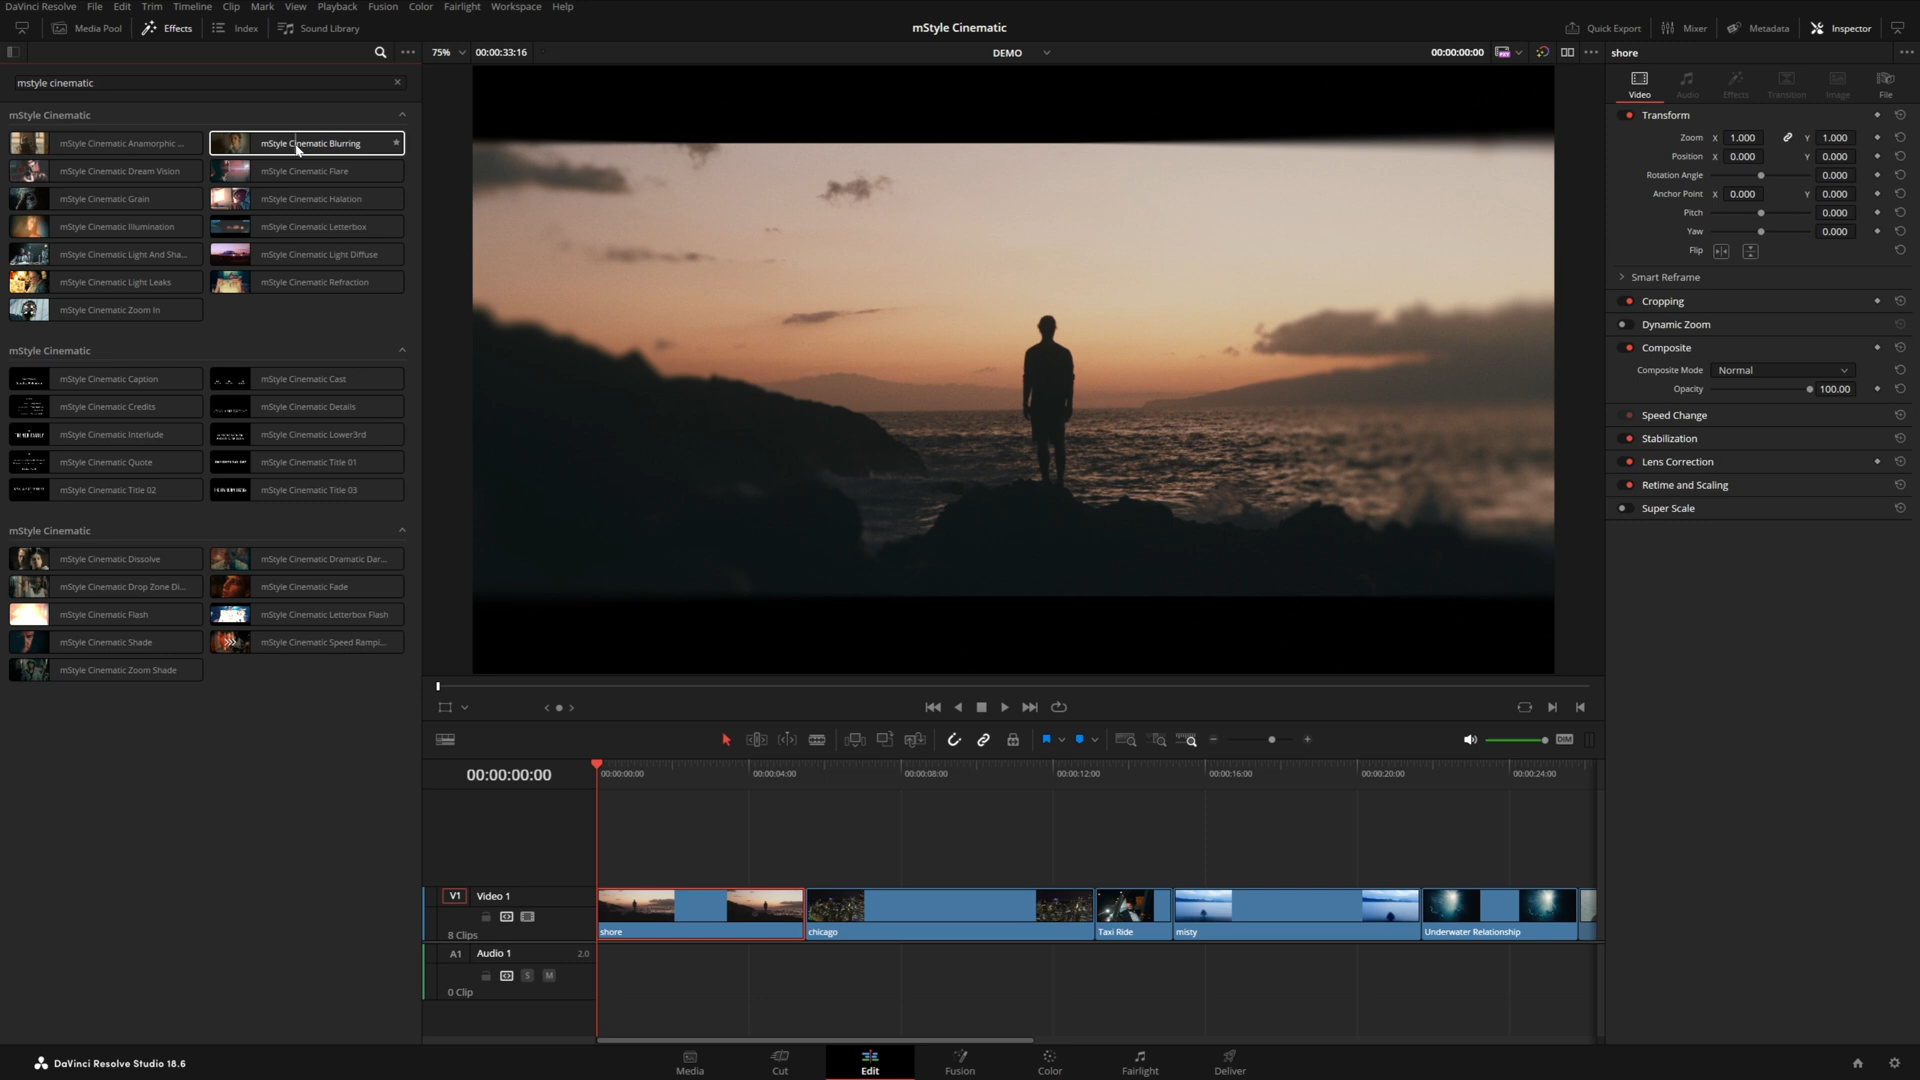 DaVinci Resolve File Edit Trim Timeline Clip Mark View Playback Fusion Color Fairlight Workspace Help
Media Pool Effects Index Sound Library mStyle Cinematic Quick Export Mixer Metadata Inspector
75% 00:00:33:16 DEMO 00:00:00:00 shore
mstyle cinematic
Video Audio Effects Transition Image File
mStyle Cinematic
mStyle Cinematic Anamorphic ... mStyle Cinematic Blurring
mStyle Cinematic Dream Vision mStyle Cinematic Flare
mStyle Cinematic Grain mStyle Cinematic Halation
mStyle Cinematic Illumination mStyle Cinematic Letterbox
mStyle Cinematic Light And Sha... mStyle Cinematic Light Diffuse
mStyle Cinematic Light Leaks mStyle Cinematic Refraction
mStyle Cinematic Zoom In
mStyle Cinematic
mStyle Cinematic Caption mStyle Cinematic Cast
mStyle Cinematic Credits mStyle Cinematic Details
mStyle Cinematic Interlude mStyle Cinematic Lower3rd
mStyle Cinematic Quote mStyle Cinematic Title 01
mStyle Cinematic Title 02 mStyle Cinematic Title 03
mStyle Cinematic
mStyle Cinematic Dissolve mStyle Cinematic Dramatic Dar...
mStyle Cinematic Drop Zone Di... mStyle Cinematic Fade
mStyle Cinematic Flash mStyle Cinematic Letterbox Flash
mStyle Cinematic Shade mStyle Cinematic Speed Rampi...
mStyle Cinematic Zoom Shade
Transform
Zoom X 1.000 Y 1.000
Position X 0.000 Y 0.000
Rotation Angle 0.000
Anchor Point X 0.000 Y 0.000
Pitch 0.000
Yaw 0.000
Flip
Smart Reframe
Cropping
Dynamic Zoom
Composite
Composite Mode Normal
Opacity 100.00
Speed Change
Stabilization
Lens Correction
Retime and Scaling
Super Scale
DIM
00:00:00:00 00:00:00:00 00:00:04:00 00:00:08:00 00:00:12:00 00:00:16:00 00:00:20:00 00:00:24:00
V1 Video 1
8 Clips
shore chicago Taxi Ride misty Underwater Relationship
A1 Audio 1 2.0
S M
0 Clip
DaVinci Resolve Studio 18.6
Media Cut Edit Fusion Color Fairlight Deliver